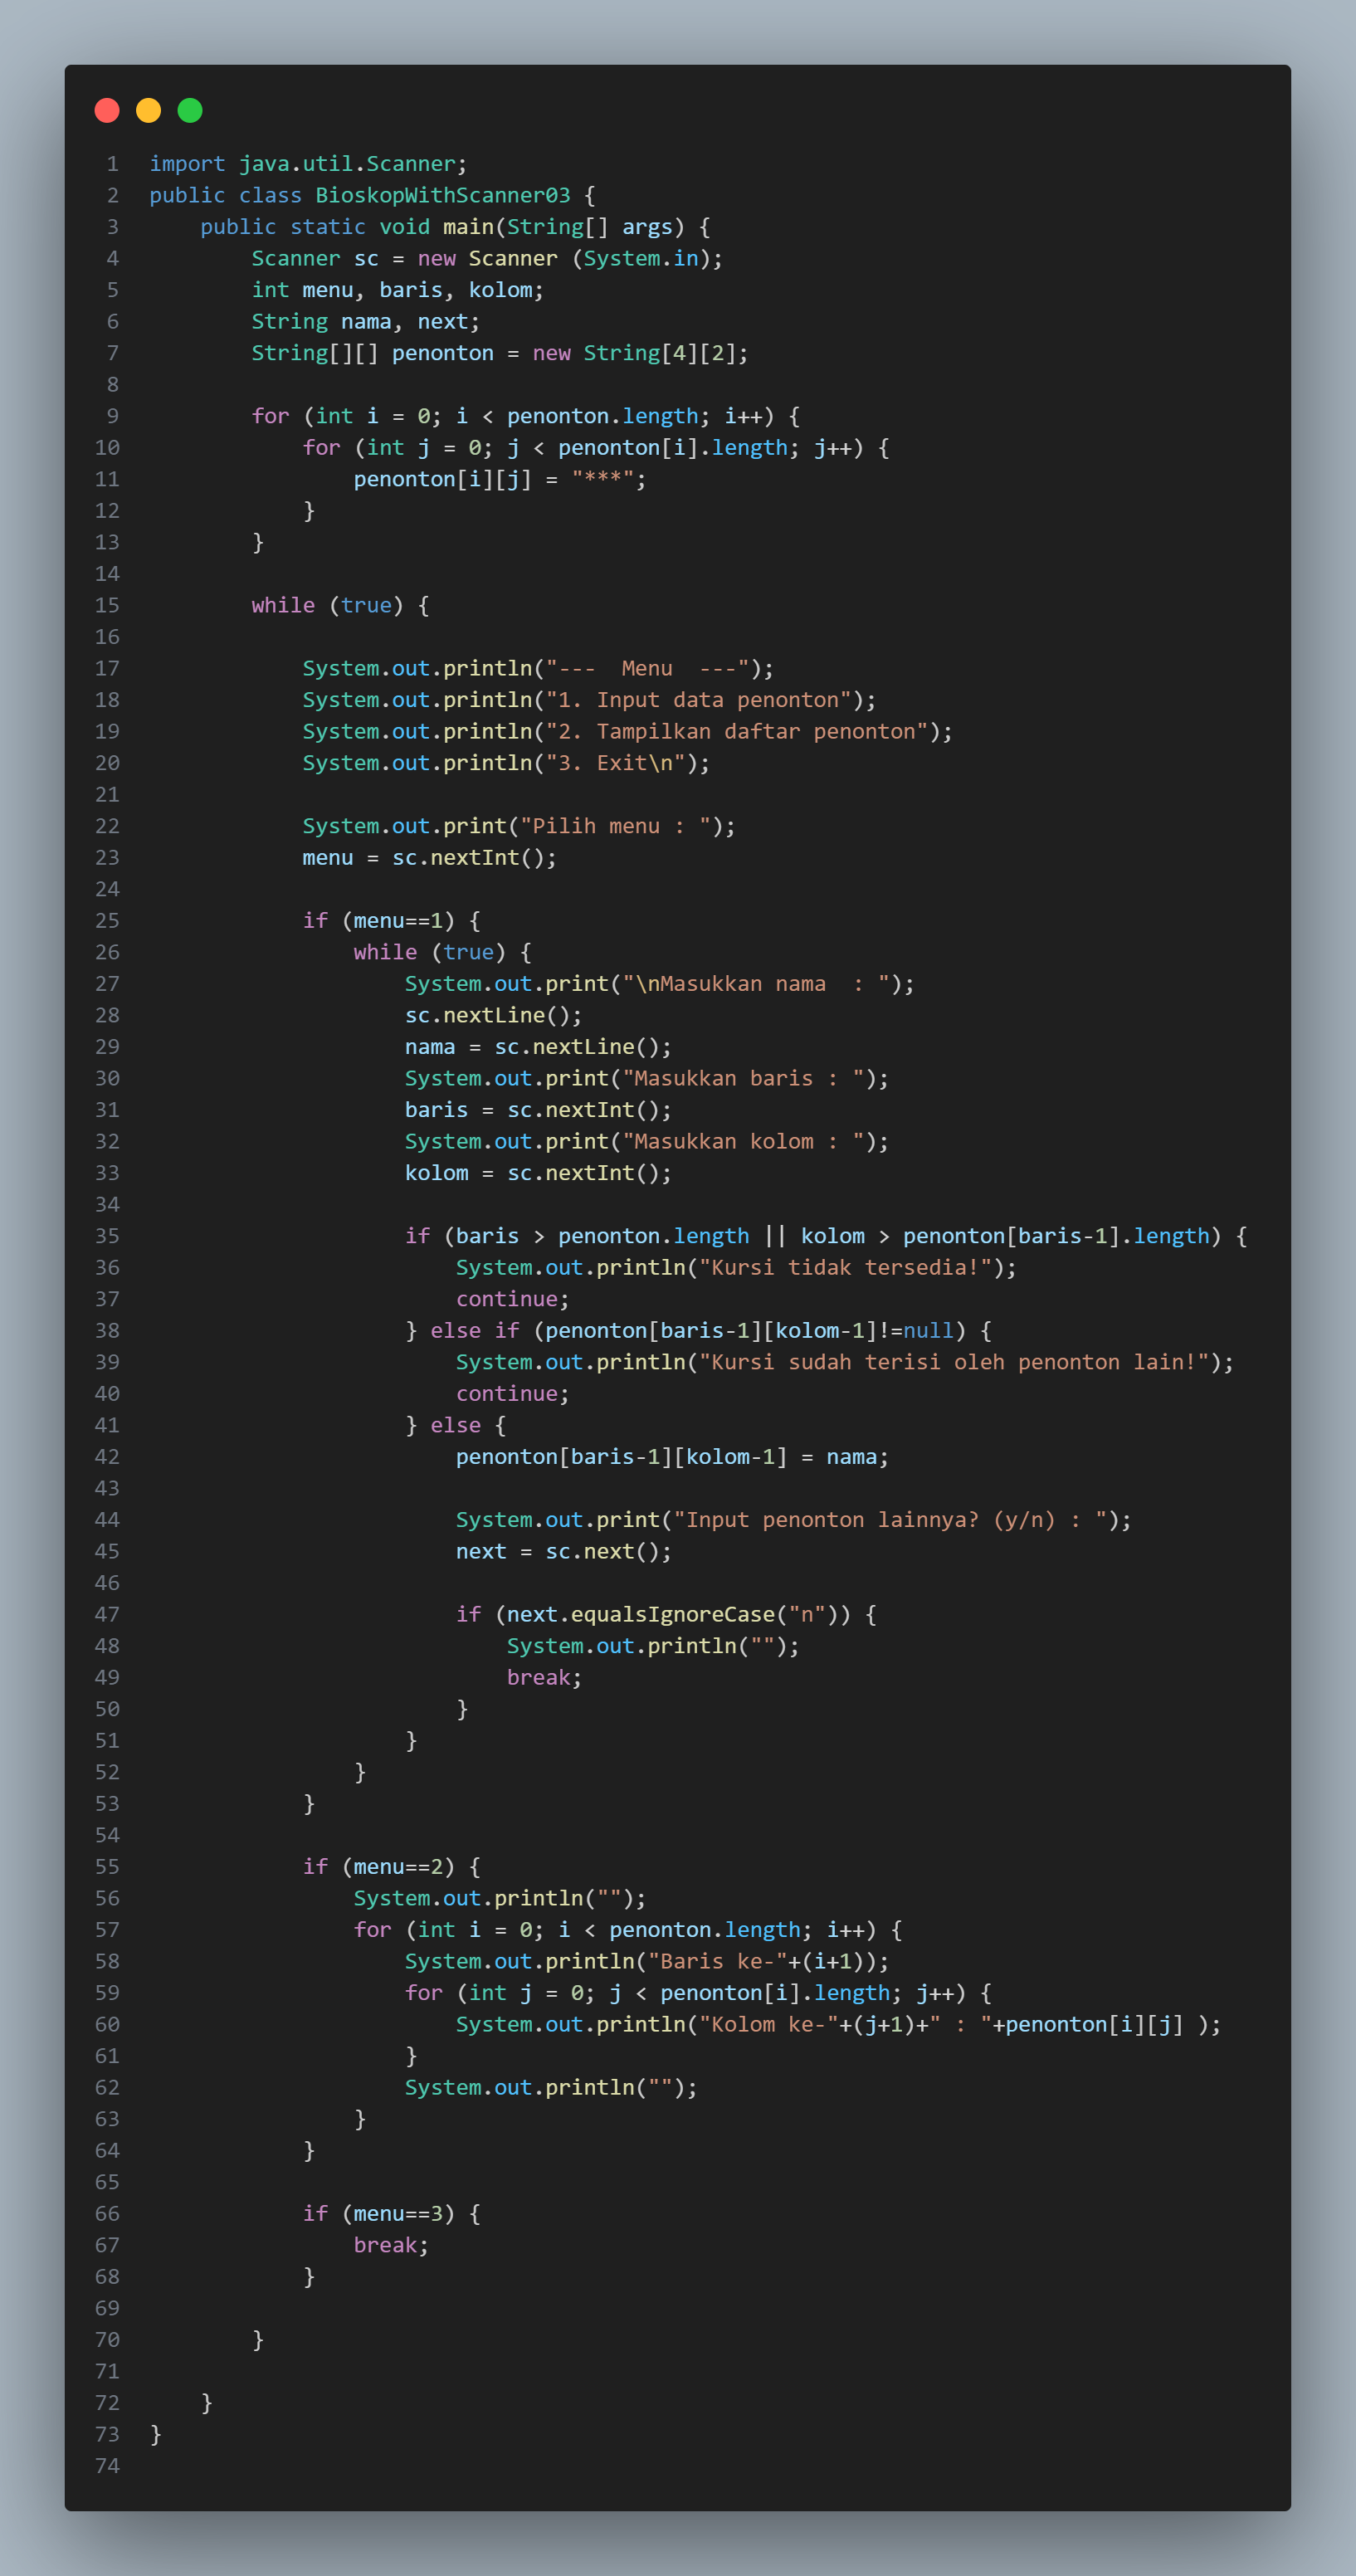 1 import java.util.Scanner;
2 public class BioskopWithScanner03 {
3     public static void main(String[] args) {
4         Scanner sc = new Scanner (System.in);
5         int menu, baris, kolom;
6         String nama, next;
7         String[][] penonton = new String[4][2];
8
9         for (int i = 0; i < penonton.length; i++) {
10             for (int j = 0; j < penonton[i].length; j++) {
11                 penonton[i][j] = "***";
12             }
13         }
14
15         while (true) {
16
17             System.out.println("---  Menu  ---");
18             System.out.println("1. Input data penonton");
19             System.out.println("2. Tampilkan daftar penonton");
20             System.out.println("3. Exit\n");
21
22             System.out.print("Pilih menu : ");
23             menu = sc.nextInt();
24
25             if (menu==1) {
26                 while (true) {
27                     System.out.print("\nMasukkan nama  : ");
28                     sc.nextLine();
29                     nama = sc.nextLine();
30                     System.out.print("Masukkan baris : ");
31                     baris = sc.nextInt();
32                     System.out.print("Masukkan kolom : ");
33                     kolom = sc.nextInt();
34
35                     if (baris > penonton.length || kolom > penonton[baris-1].length) {
36                         System.out.println("Kursi tidak tersedia!");
37                         continue;
38                     } else if (penonton[baris-1][kolom-1]!=null) {
39                         System.out.println("Kursi sudah terisi oleh penonton lain!");
40                         continue;
41                     } else {
42                         penonton[baris-1][kolom-1] = nama;
43
44                         System.out.print("Input penonton lainnya? (y/n) : ");
45                         next = sc.next();
46
47                         if (next.equalsIgnoreCase("n")) {
48                             System.out.println("");
49                             break;
50                         }
51                     }
52                 }
53             }
54
55             if (menu==2) {
56                 System.out.println("");
57                 for (int i = 0; i < penonton.length; i++) {
58                     System.out.println("Baris ke-"+(i+1));
59                     for (int j = 0; j < penonton[i].length; j++) {
60                         System.out.println("Kolom ke-"+(j+1)+" : "+penonton[i][j] );
61                     }
62                     System.out.println("");
63                 }
64             }
65
66             if (menu==3) {
67                 break;
68             }
69
70         }
71
72     }
73 }
74